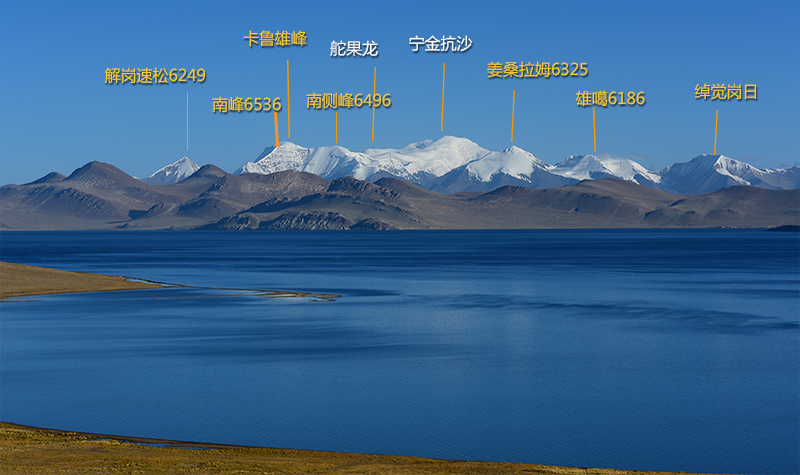 卡鲁雄峰
舵果龙
宁金抗沙
解岗速松6249
南峰6536
南侧峰6496
姜桑拉姆6325
雄噶6186
绰觉岗日